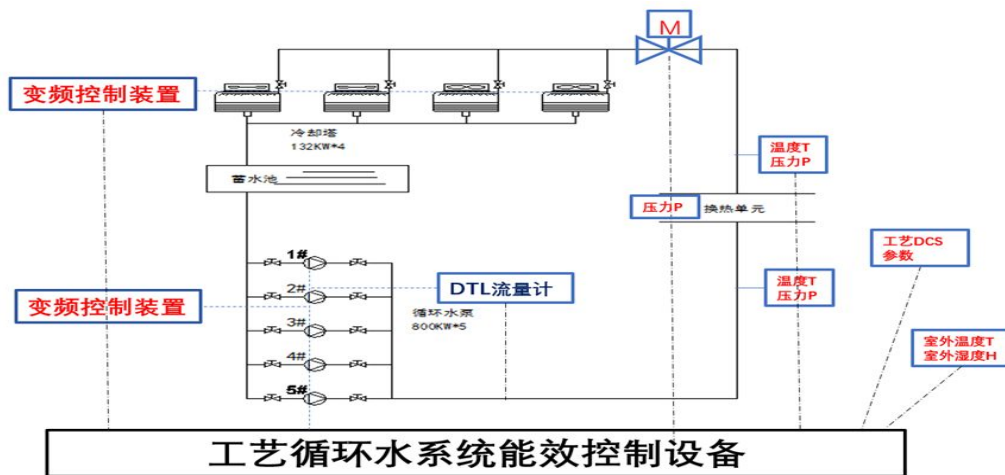 M
变频控制装置
冷却塔
132KW*4
温度T
压力P
蓄水池
压力P
换热单元
工艺DCS
参数
1#
2#
DTL流量计
温度T
压力P
变频控制装置
循环水泵
800KW*5
3#
室外温度T
室外湿度H
4#
5#
工艺循环水系统能效控制设备